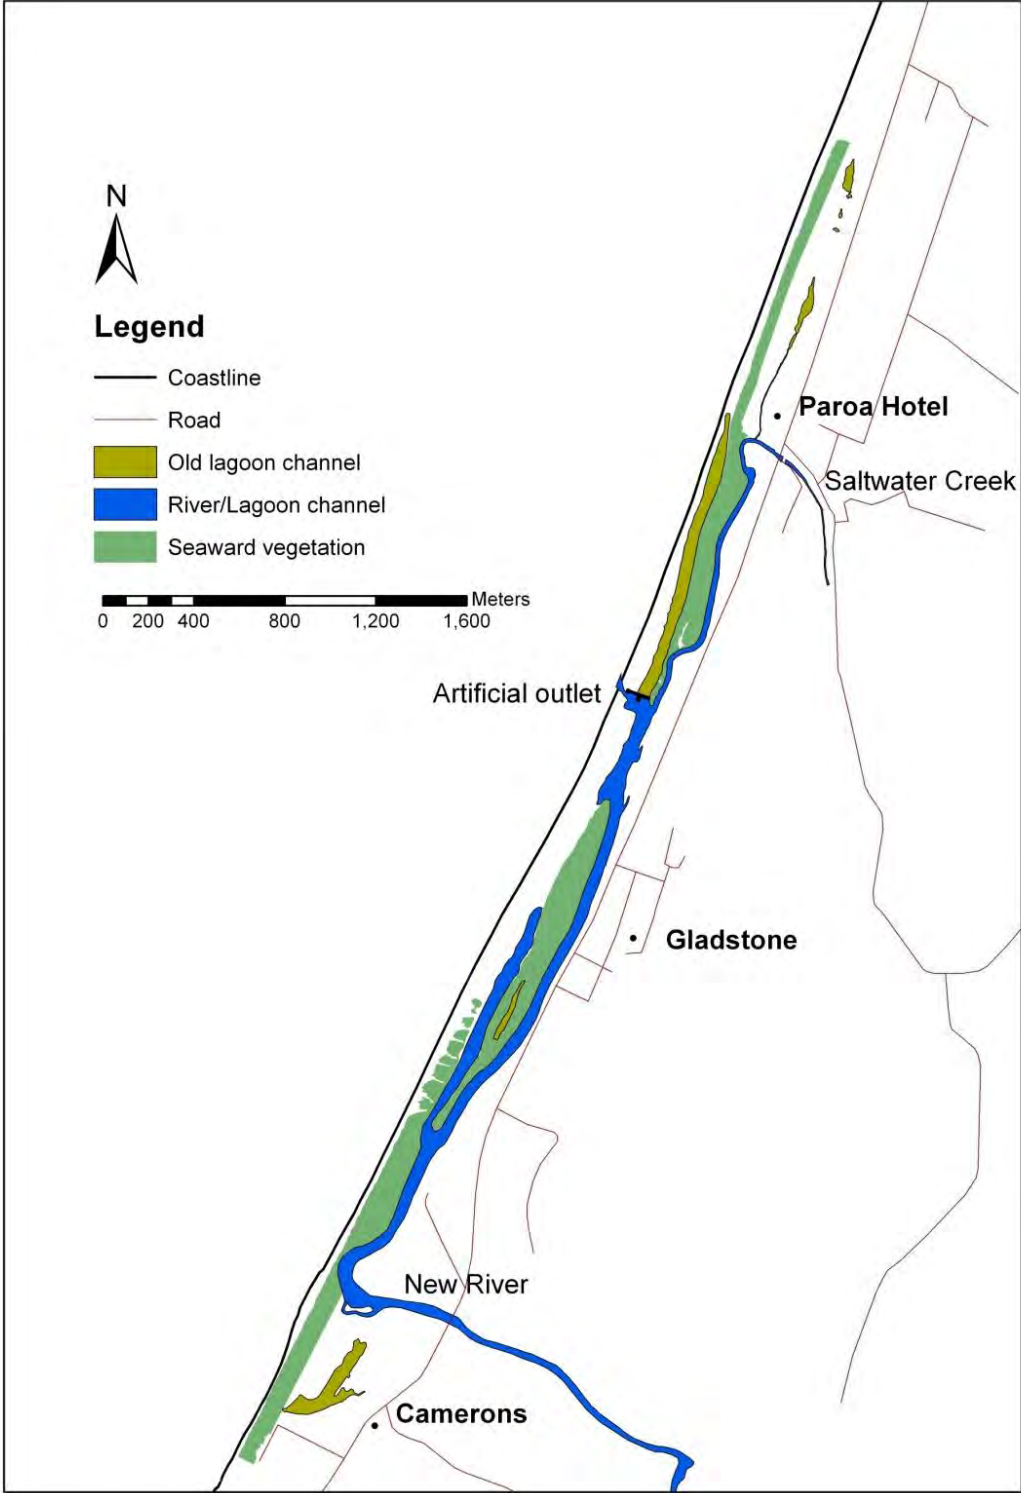 N
Legend
Coastline
Road
Old lagoon channel
River/Lagoon channel
Seaward vegetation
Meters
0 200 400 800 1,200 1,600
Paroa Hotel
Saltwater Creek
Artificial outlet
Gladstone
New River
Camerons